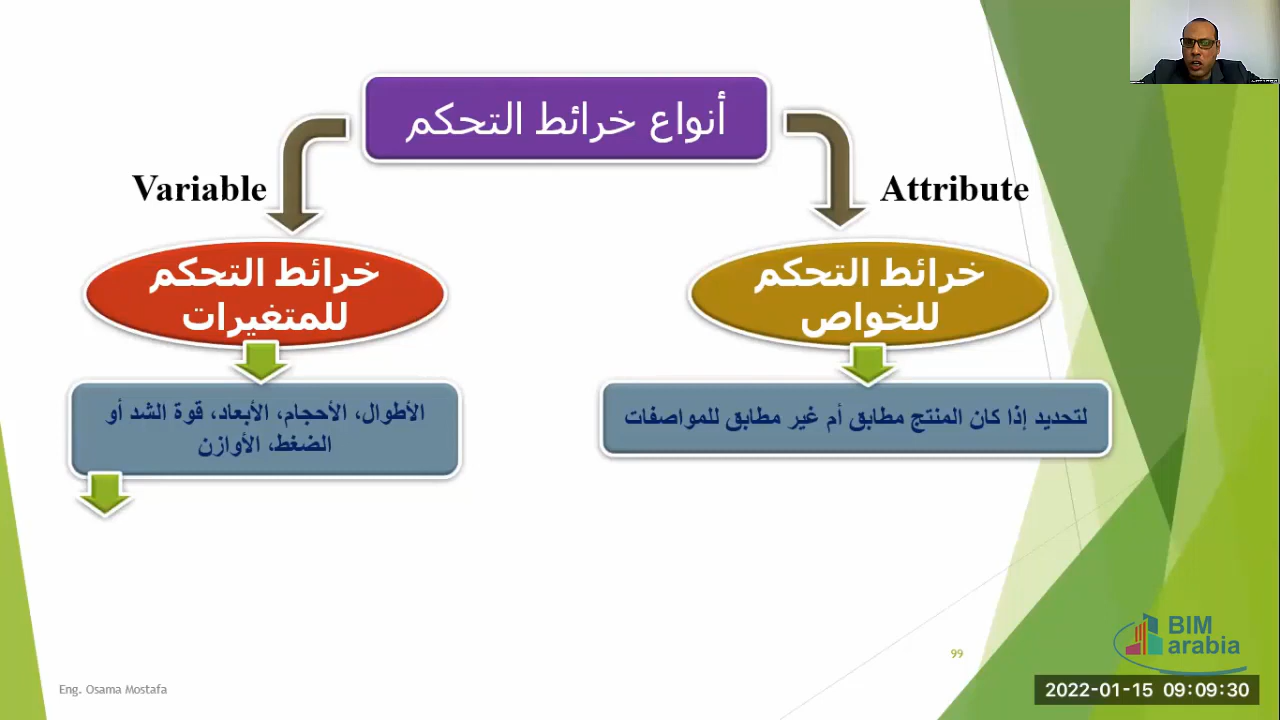 أنواع خرائط التحكم
Variable
Attribute
خرائط التحكم
للمتغيرات
خرائط التحكم
للخواص
الأطوال، الأحجام، الأبعاد، قوة الشد أو
الضغط، الأوازن
لتحديد إذا كان المنتج مطابق أم غير مطابق للمواصفات
99
BIM
arabia
Eng. Osama Mostafa
2022-01-15 09:09:30